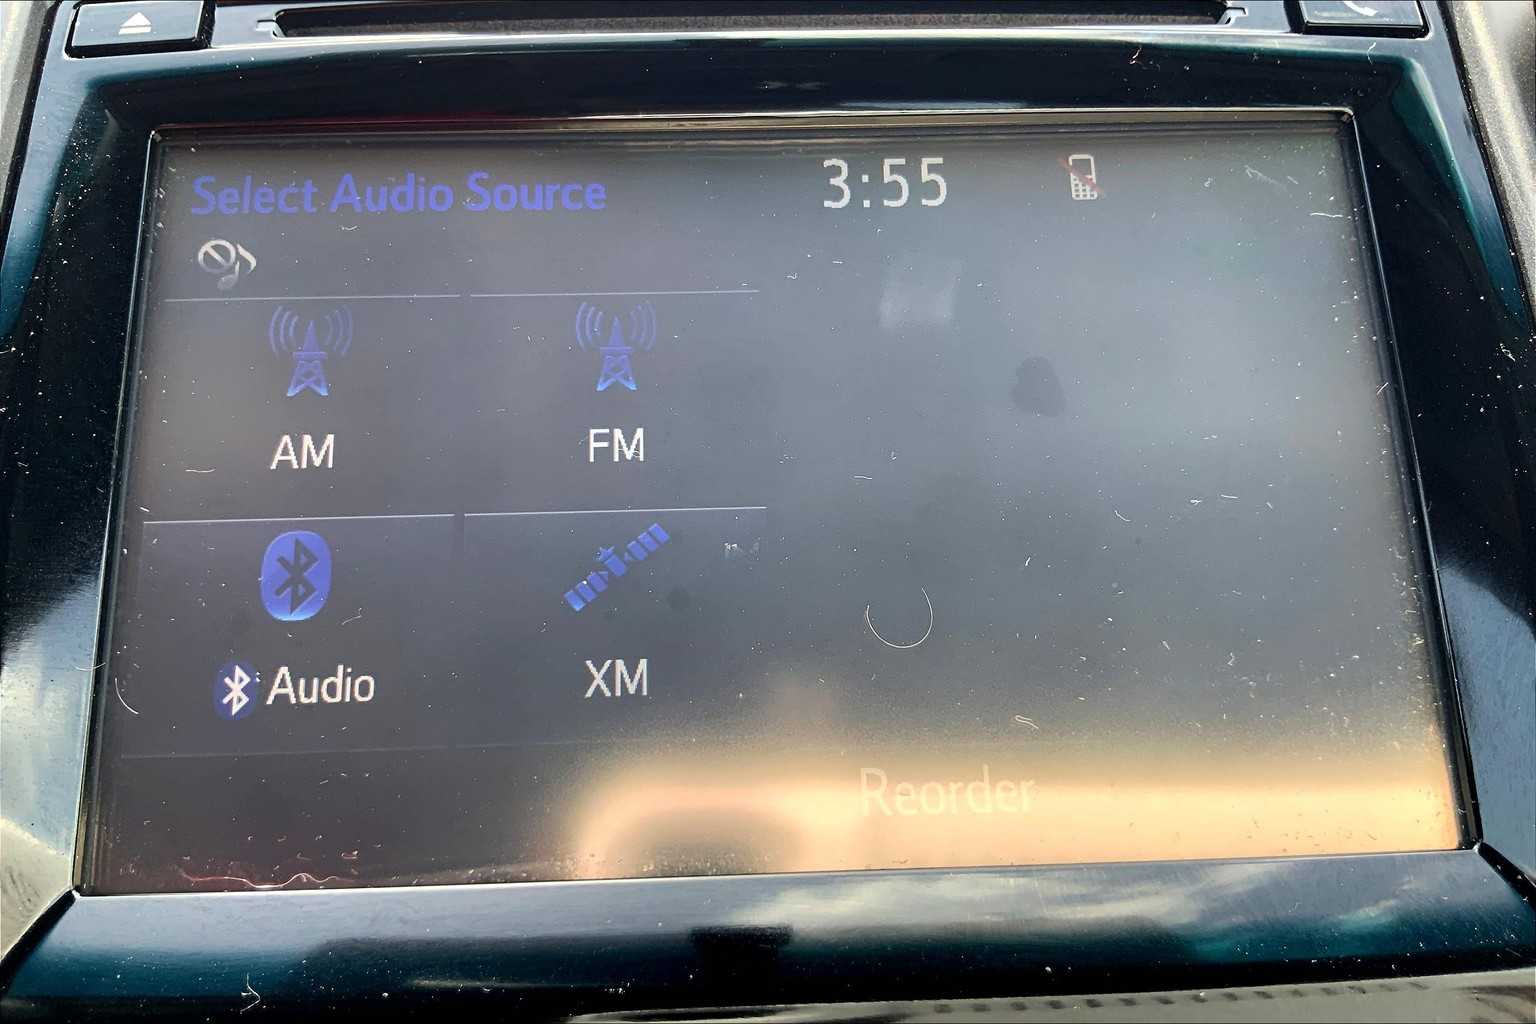 Select Audio Source
3:55
AM
FM
Audio
XM
Reorder